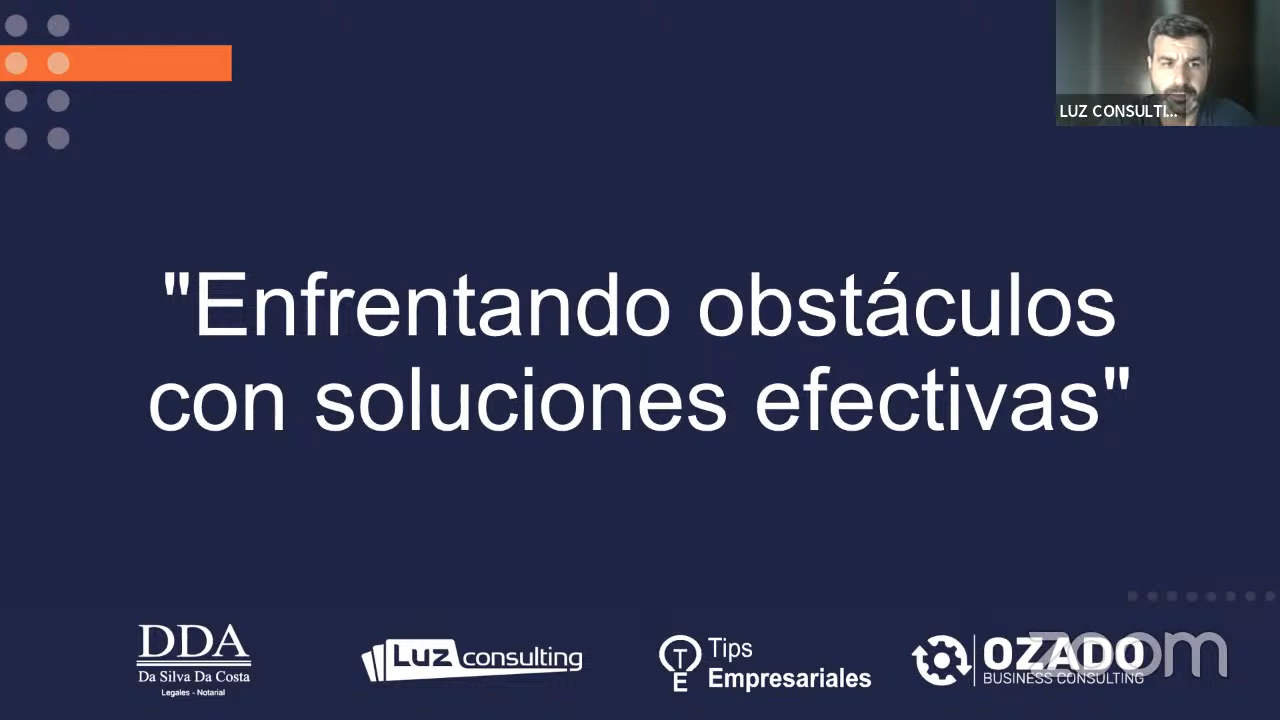 LUZ CONSULTI...
"Enfrentando obstáculos
con soluciones efectivas"
DDA
Da Silva Da Costa
Legales - Notarial
Luz consulting
T
E
Tips
Empresariales
OZADO
BUSINESS CONSULTING
zoom